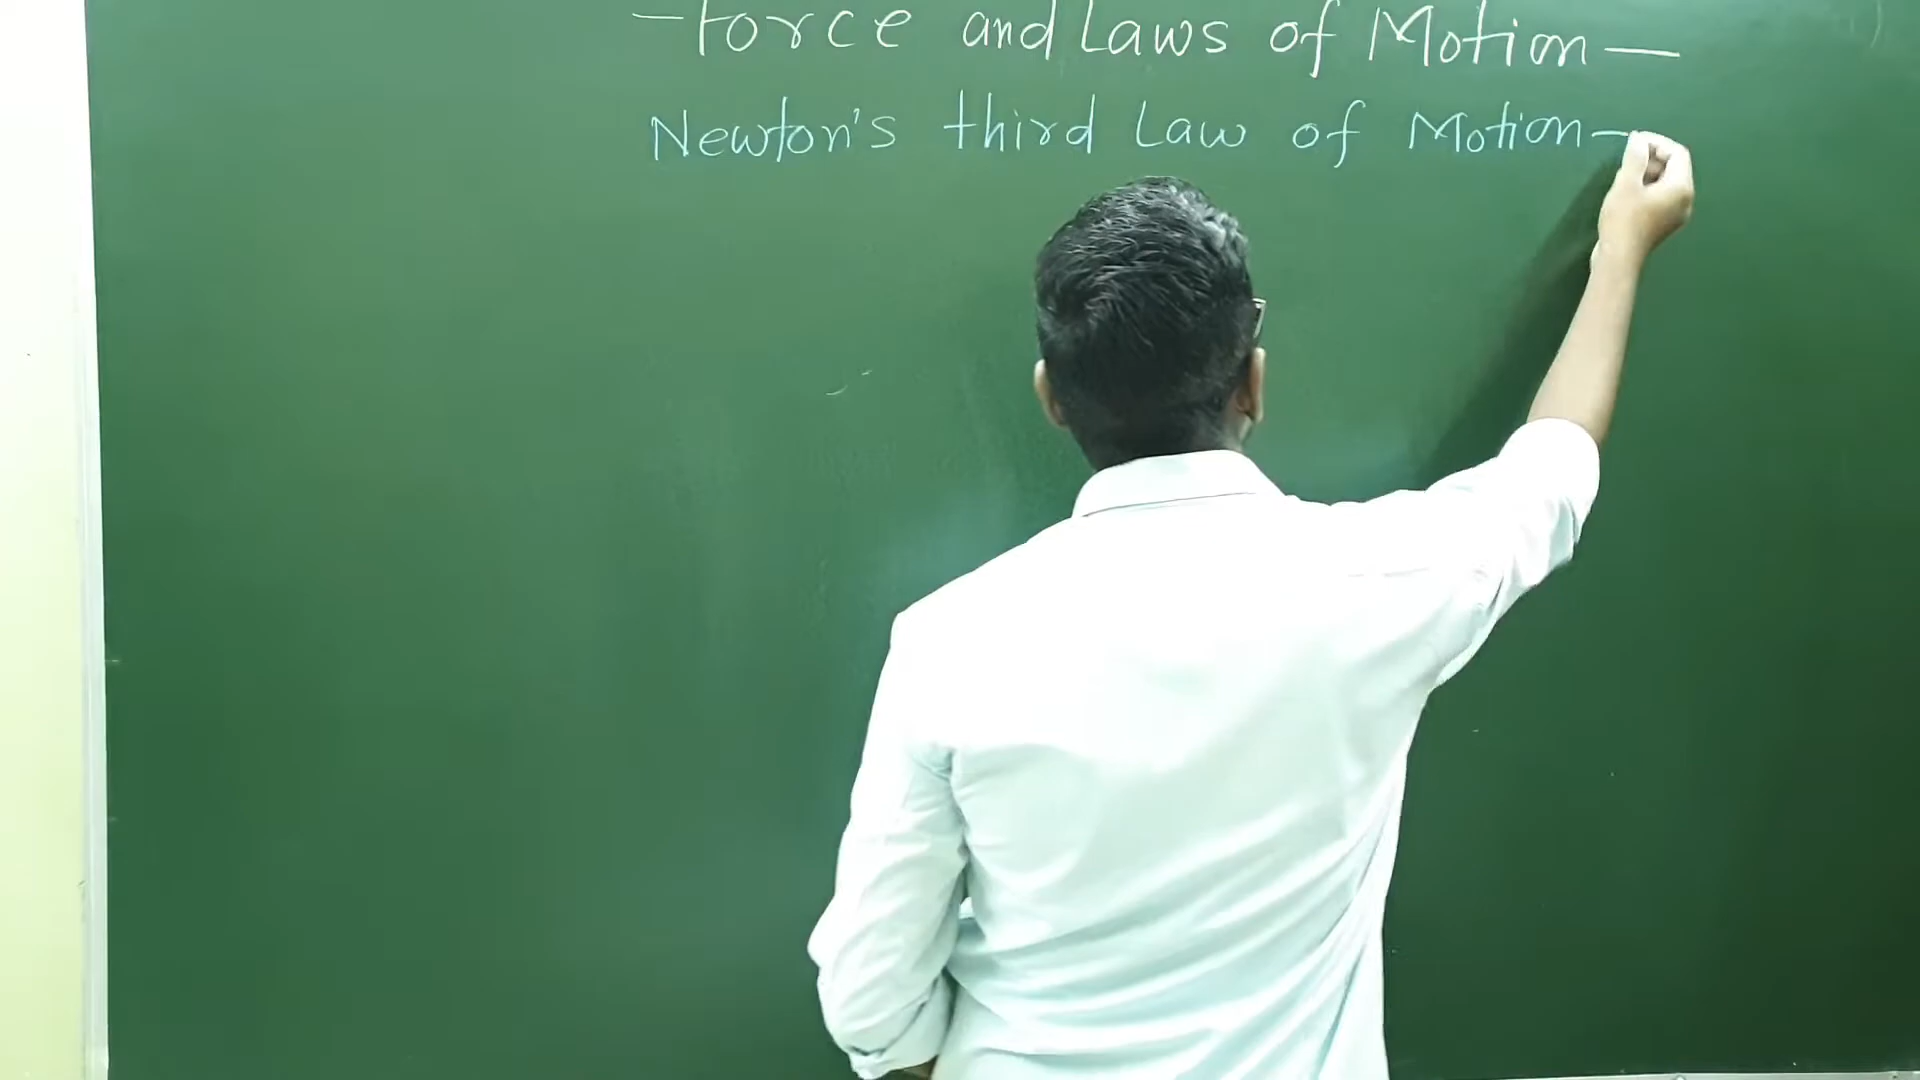 -Force and Laws of Motion-
Newton's third Law of Motion-